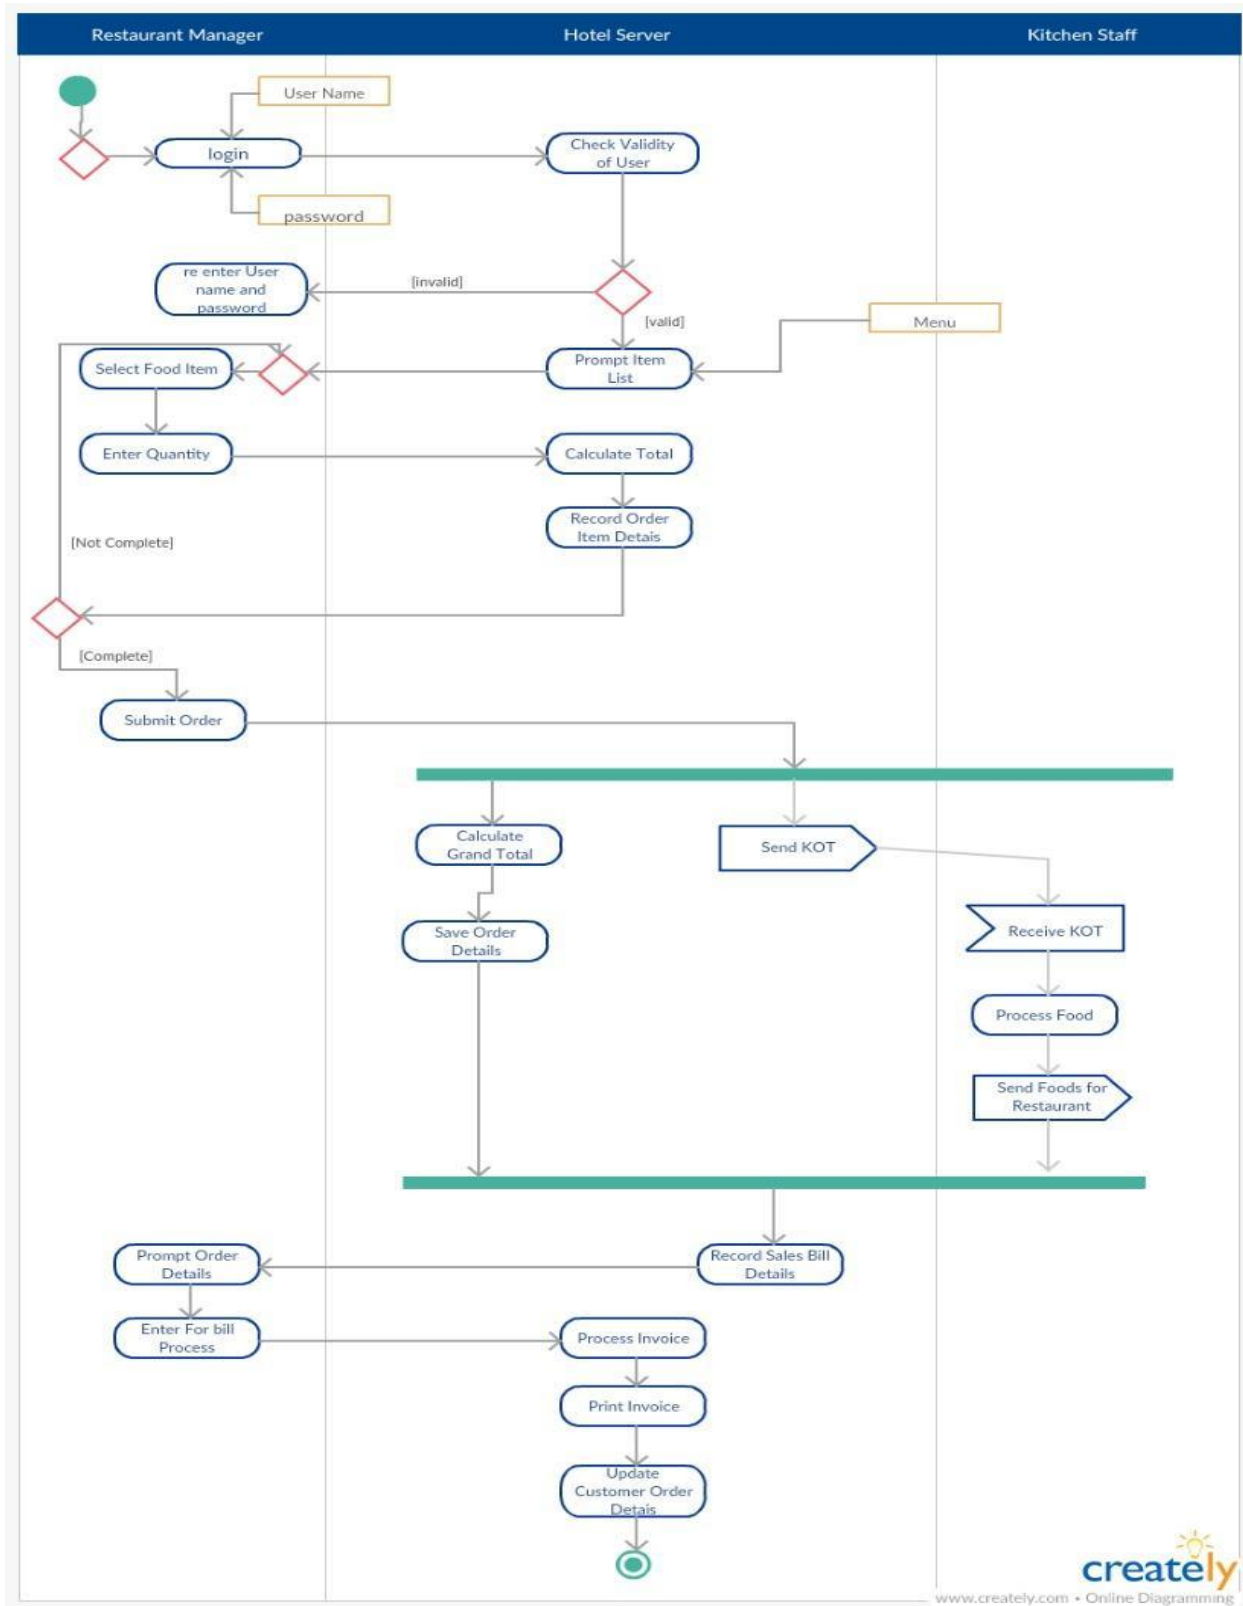 Restaurant Manager
Hotel Server
Kitchen Staff
User Name
login
Check Validity
of User
password
re enter User
name and
password
[invalid]
[valid]
Menu
Select Food Item
Prompt Item
List
Enter Quantity
Calculate Total
Record Order
Item Detais
[Not Complete]
[Complete]
Submit Order
Calculate
Grand Total
Send KOT
Save Order
Details
Receive KOT
Process Food
Send Foods for
Restaurant
Prompt Order
Details
Record Sales Bill
Details
Enter For bill
Process
Process Invoice
Print Invoice
Update
Customer Order
Detais
creately
www.creately.com • Online Diagramming